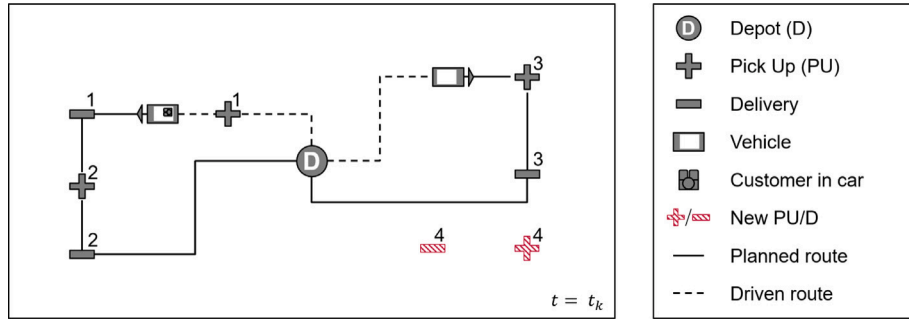 3
1
1
D
2
3
2
4
4
t = t_k
D
Depot (D)
Pick Up (PU)
Delivery
Vehicle
Customer in car
New PU/D
Planned route
Driven route